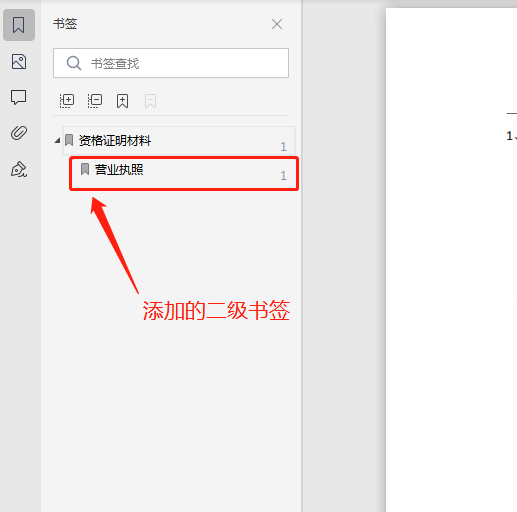 书签
书签查找
资格证明材料 1
营业执照 1
添加的二级书签
1、